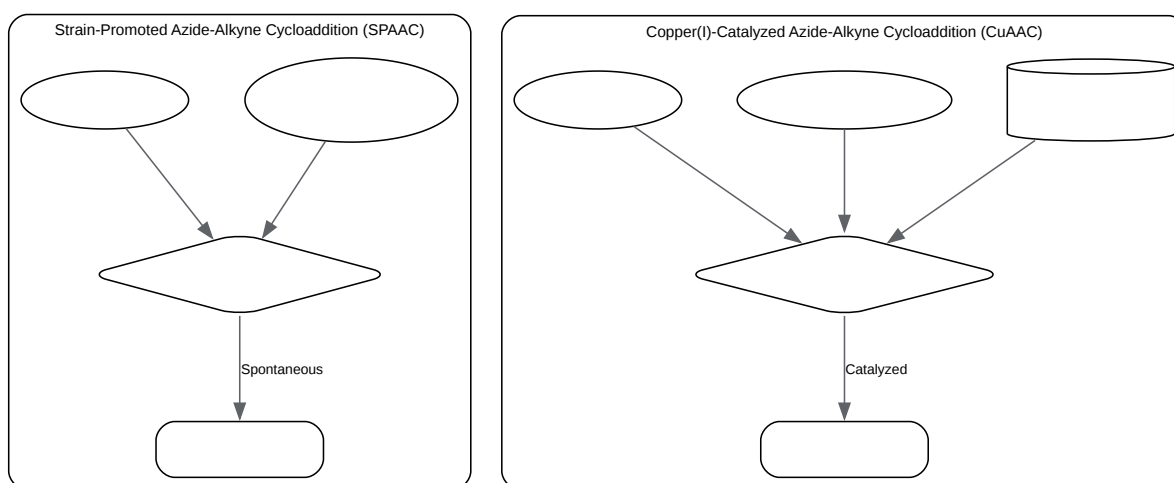 Strain-Promoted Azide-Alkyne Cycloaddition (SPAAC)
Copper(I)-Catalyzed Azide-Alkyne Cycloaddition (CuAAC)
Spontaneous
Catalyzed